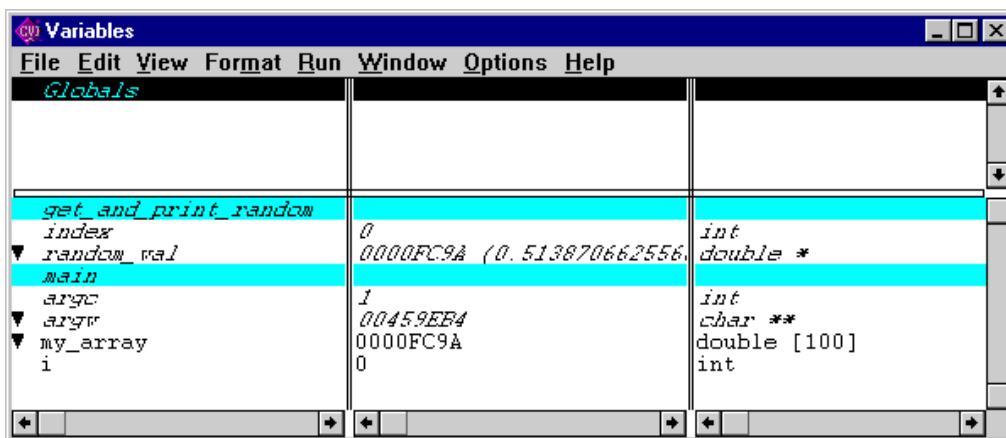 CVI Variables
File Edit View Format Run Window Options Help
Globals
get_and_print_random
index 0 int
random_val 0000FC9A (0.513870662556 double *
main
argc 1 int
argv 00459EB4 char **
my_array 0000FC9A double [100]
i 0 int